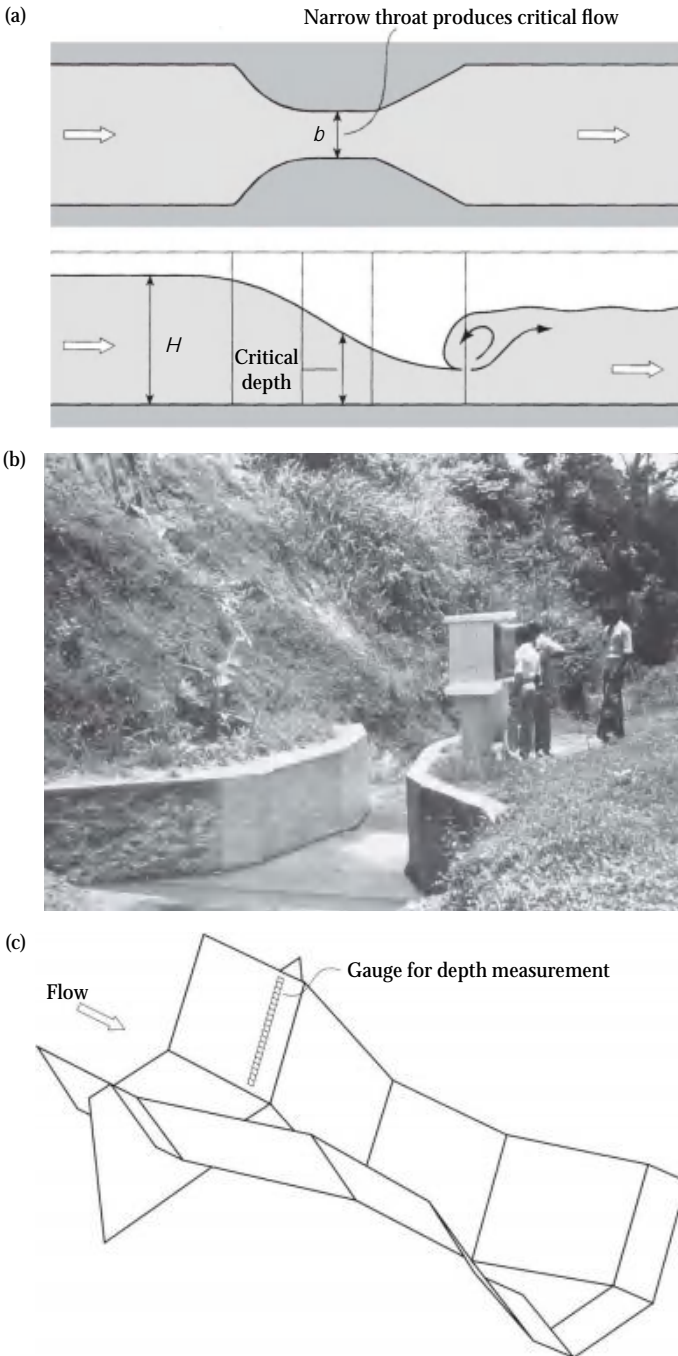 (a)
Narrow throat produces critical flow
b
H
Critical
depth
(b)
(c)
Gauge for depth measurement
Flow